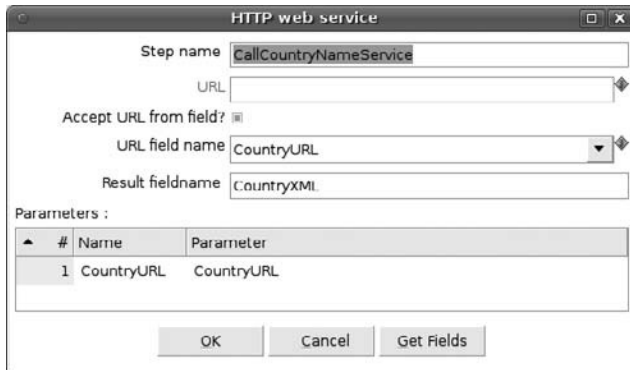 HTTP web service
Step name CallCountryNameService
URL
Accept URL from field?
URL field name CountryURL
Result fieldname CountryXML
Parameters :
# Name Parameter
1 CountryURL CountryURL
OK Cancel Get Fields